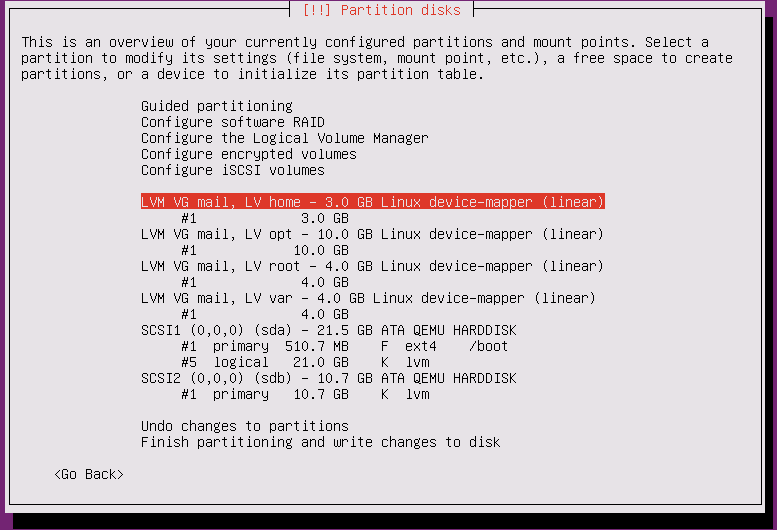 [!!] Partition disks
This is an overview of your currently configured partitions and mount points. Select a
partition to modify its settings (file system, mount point, etc.), a free space to create
partitions, or a device to initialize its partition table.
Guided partitioning
Configure software RAID
Configure the Logical Volume Manager
Configure encrypted volumes
Configure iSCSI volumes
LVM VG mail, LV home - 3.0 GB Linux device-mapper (linear)
#1 3.0 GB
LVM VG mail, LV opt - 10.0 GB Linux device-mapper (linear)
#1 10.0 GB
LVM VG mail, LV root - 4.0 GB Linux device-mapper (linear)
#1 4.0 GB
LVM VG mail, LV var - 4.0 GB Linux device-mapper (linear)
#1 4.0 GB
SCSI1 (0,0,0) (sda) - 21.5 GB ATA QEMU HARDDISK
#1 primary 510.7 MB F ext4 /boot
#5 logical 21.0 GB K lvm
SCSI2 (0,0,0) (sdb) - 10.7 GB ATA QEMU HARDDISK
#1 primary 10.7 GB K lvm
Undo changes to partitions
Finish partitioning and write changes to disk
<Go Back>